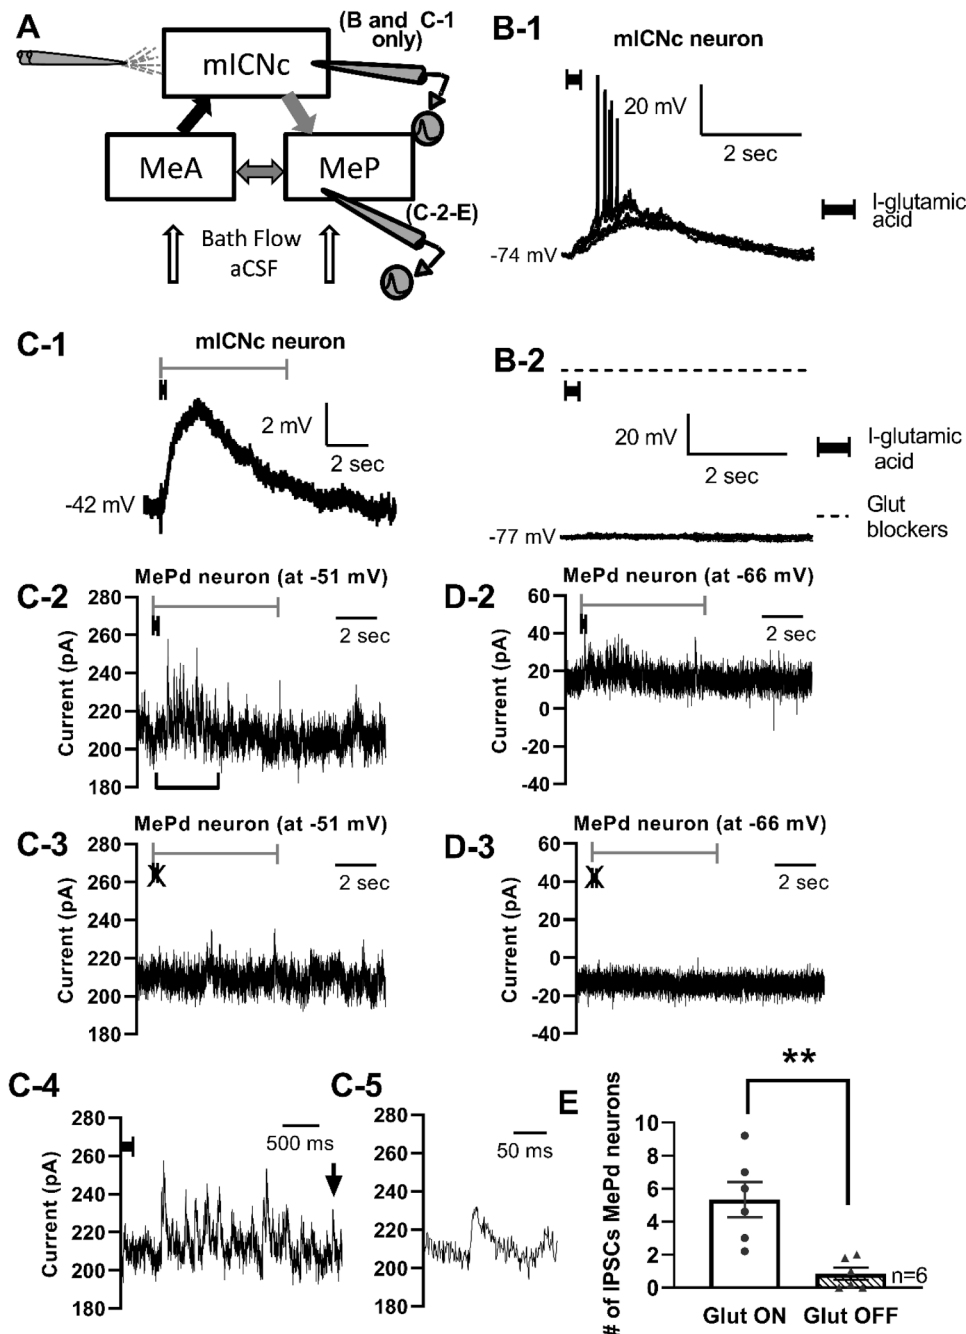 A
(B and C-1
only)
mICNc
MeA
MeP
(C-2-E)
Bath Flow
aCSF
B-1
mICNc neuron
20 mV
2 sec
-74 mV
l-glutamic
acid
C-1
mICNc neuron
2 mV
2 sec
-42 mV
B-2
20 mV
2 sec
-77 mV
l-glutamic
acid
Glut
blockers
C-2
MePd neuron (at -51 mV)
280
260
240
220
200
180
Current (pA)
2 sec
D-2
MePd neuron (at -66 mV)
60
40
20
0
-20
-40
Current (pA)
2 sec
C-3
MePd neuron (at -51 mV)
280
260
240
220
200
180
Current (pA)
2 sec
D-3
MePd neuron (at -66 mV)
60
40
20
0
-20
-40
Current (pA)
2 sec
C-4
280
260
240
220
200
180
Current (pA)
500 ms
C-5
280
260
240
220
200
180
50 ms
E
**
# of IPSCs MePd neurons
10
8
6
4
2
0
n=6
Glut ON
Glut OFF